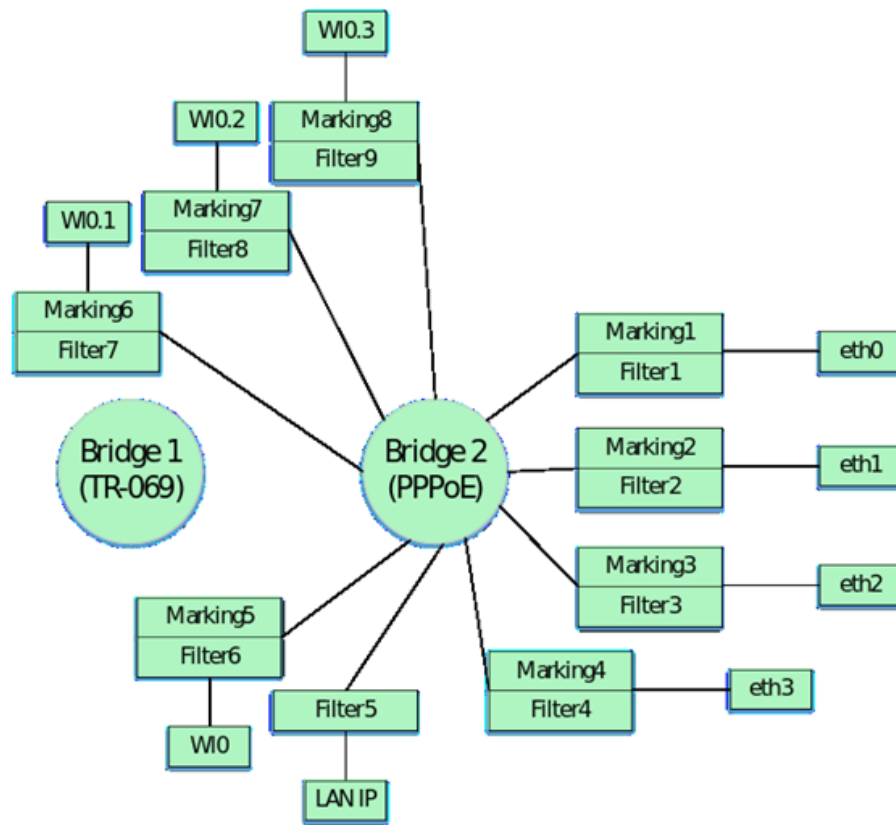 Wl0.3
Marking8
Filter9
Wl0.2
Marking7
Filter8
Wl0.1
Marking6
Filter7
Marking1
Filter1
eth0
Bridge 1
(TR-069)
Bridge 2
(PPPoE)
Marking2
Filter2
eth1
Marking3
Filter3
eth2
Marking5
Filter6
Wl0
Filter5
LAN IP
Marking4
Filter4
eth3